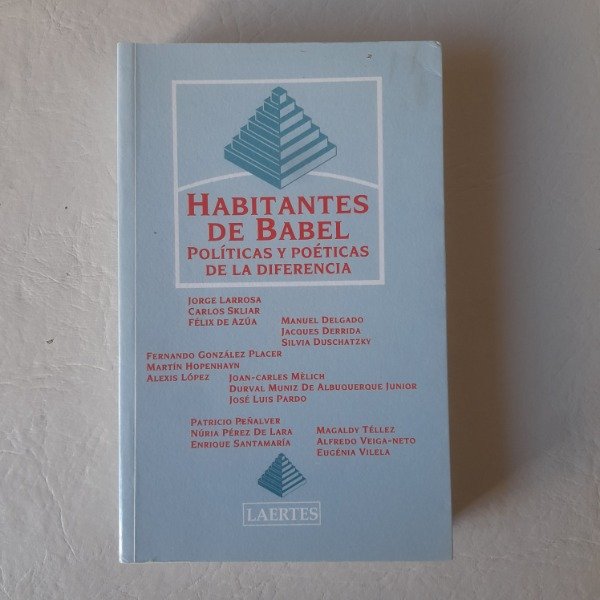 HABITANTES
DE BABEL
POLÍTICAS Y POÉTICAS
DE LA DIFERENCIA
JORGE LARROSA
CARLOS SKLIAR
FÉLIX DE AZÚA
MANUEL DELGADO
JACQUES DERRIDA
SILVIA DUSCHATZKY
FERNANDO GONZÁLEZ PLACER
MARTÍN HOPENHAYN
ALEXIS LÓPEZ
JOAN-CARLES MÈLICH
DURVAL MUNIZ DE ALBUQUERQUE JUNIOR
JOSÉ LUIS PARDO
PATRICIO PEÑALVER
NÚRIA PÉREZ DE LARA
ENRIQUE SANTAMARÍA
MAGALDY TÉLLEZ
ALFREDO VEIGA-NETO
EUGÉNIA VILELA
LAERTES